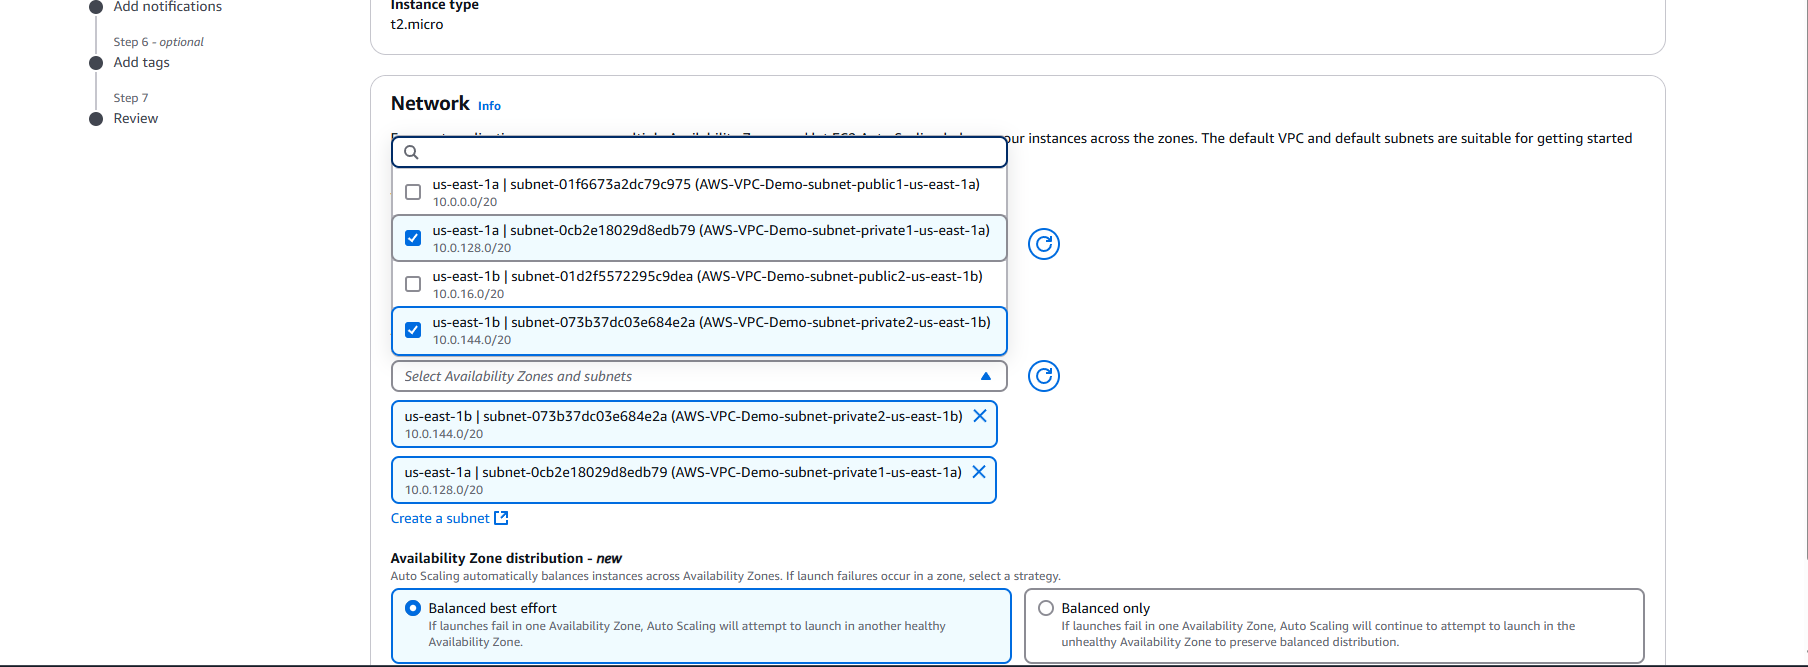 Add notifications
Step 6 - optional
Add tags
Step 7
Review
Instance type
t2.micro
Network Info
our instances across the zones. The default VPC and default subnets are suitable for getting started
us-east-1a | subnet-01f6673a2dc79c975 (AWS-VPC-Demo-subnet-public1-us-east-1a)
10.0.0.0/20
us-east-1a | subnet-0cb2e18029d8edb79 (AWS-VPC-Demo-subnet-private1-us-east-1a)
10.0.128.0/20
us-east-1b | subnet-01d2f5572295c9dea (AWS-VPC-Demo-subnet-public2-us-east-1b)
10.0.16.0/20
us-east-1b | subnet-073b37dc03e684e2a (AWS-VPC-Demo-subnet-private2-us-east-1b)
10.0.144.0/20
Select Availability Zones and subnets
us-east-1b | subnet-073b37dc03e684e2a (AWS-VPC-Demo-subnet-private2-us-east-1b)
10.0.144.0/20
us-east-1a | subnet-0cb2e18029d8edb79 (AWS-VPC-Demo-subnet-private1-us-east-1a)
10.0.128.0/20
Create a subnet
Availability Zone distribution - new
Auto Scaling automatically balances instances across Availability Zones. If launch failures occur in a zone, select a strategy.
Balanced best effort
If launches fail in one Availability Zone, Auto Scaling will attempt to launch in another healthy
Availability Zone.
Balanced only
If launches fail in one Availability Zone, Auto Scaling will continue to attempt to launch in the
unhealthy Availability Zone to preserve balanced distribution.